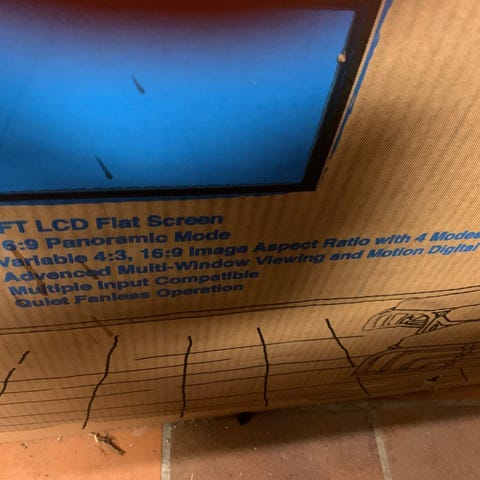 FT LCD Flat Screen
6:9 Panoramic Mode
Variable 4:3, 16:9 Image Aspect Ratio with 4 Modes
Advanced Multi-Window Viewing and Motion Digital
Multiple Input Compatible
Quiet Fanless Operation